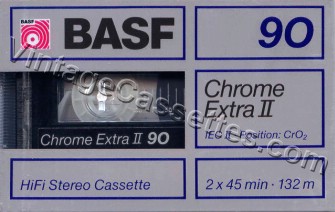 BASF
90
Chrome
Extra II
IEC II · Position: CrO₂
Chrome Extra II 90
HiFi Stereo Cassette
2 x 45 min · 132 m
VintageCassettes.com